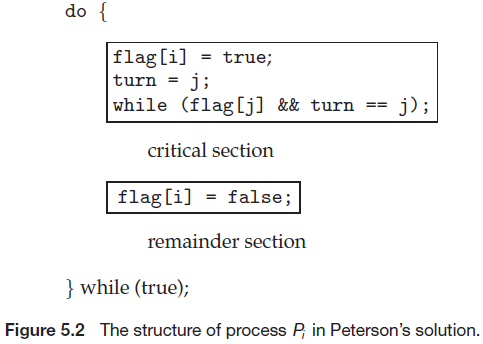 do {
flag[i] = true;
turn = j;
while (flag[j] && turn == j);
critical section
flag[i] = false;
remainder section
} while (true);
Figure 5.2 The structure of process Pi in Peterson's solution.